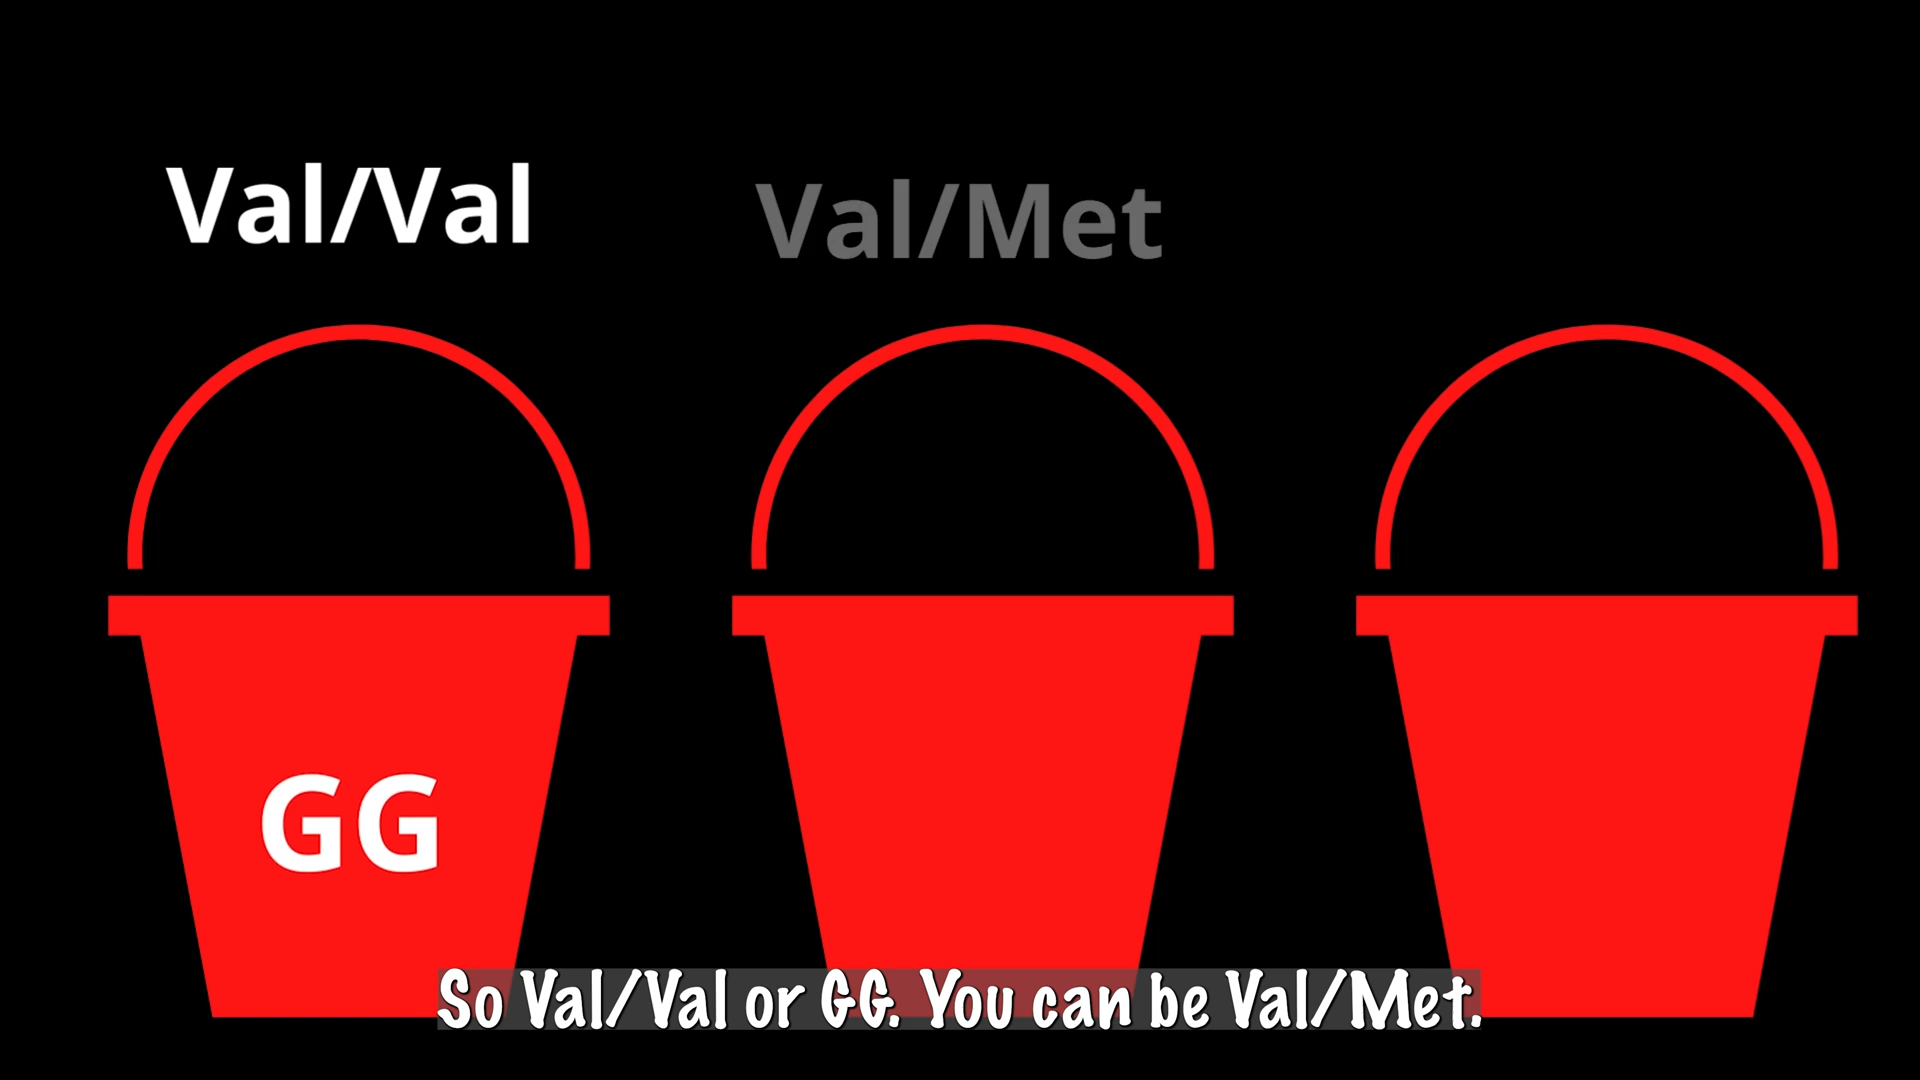 Val/Val
Val/Met
GG
So Val/Val or GG. You can be Val/Met.